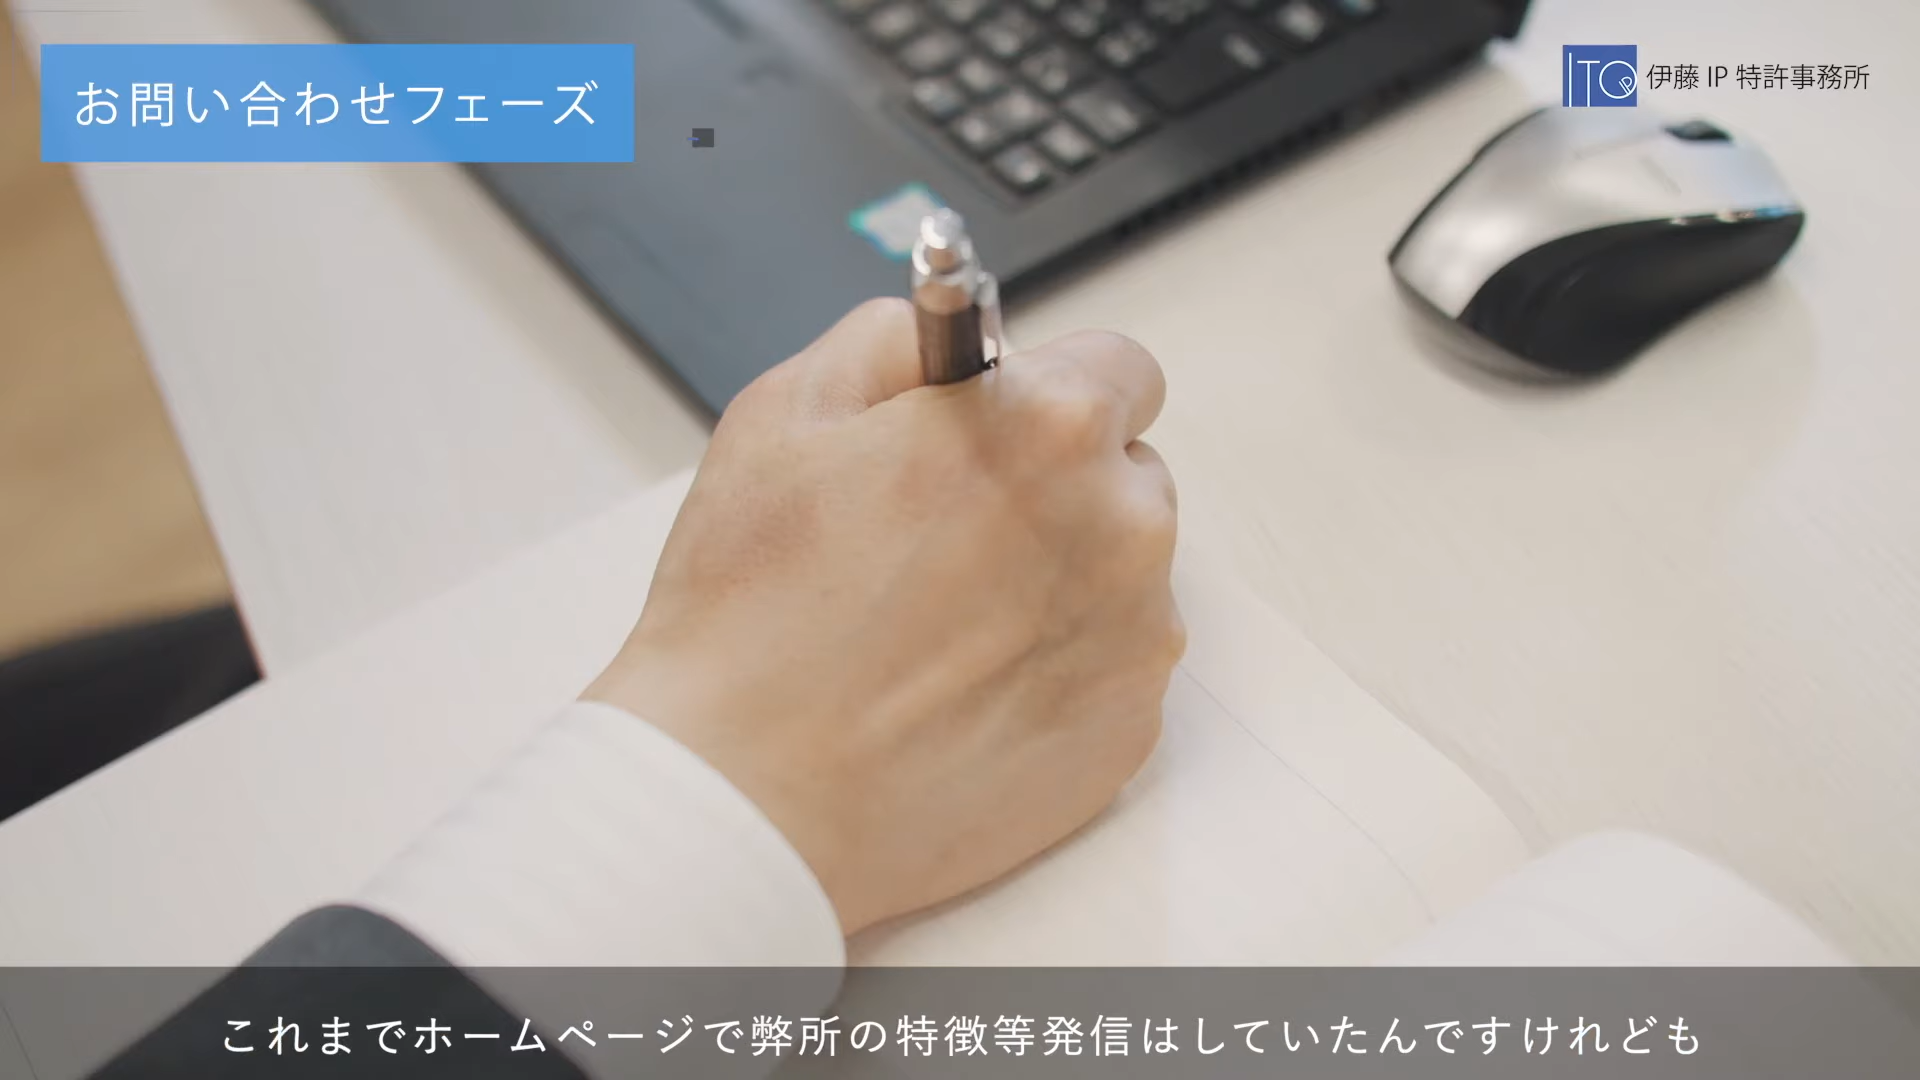 お問い合わせフェーズ
ITO IP 伊藤 IP 特許事務所
これまでホームページで弊所の特徴等発信はしていたんですけれども